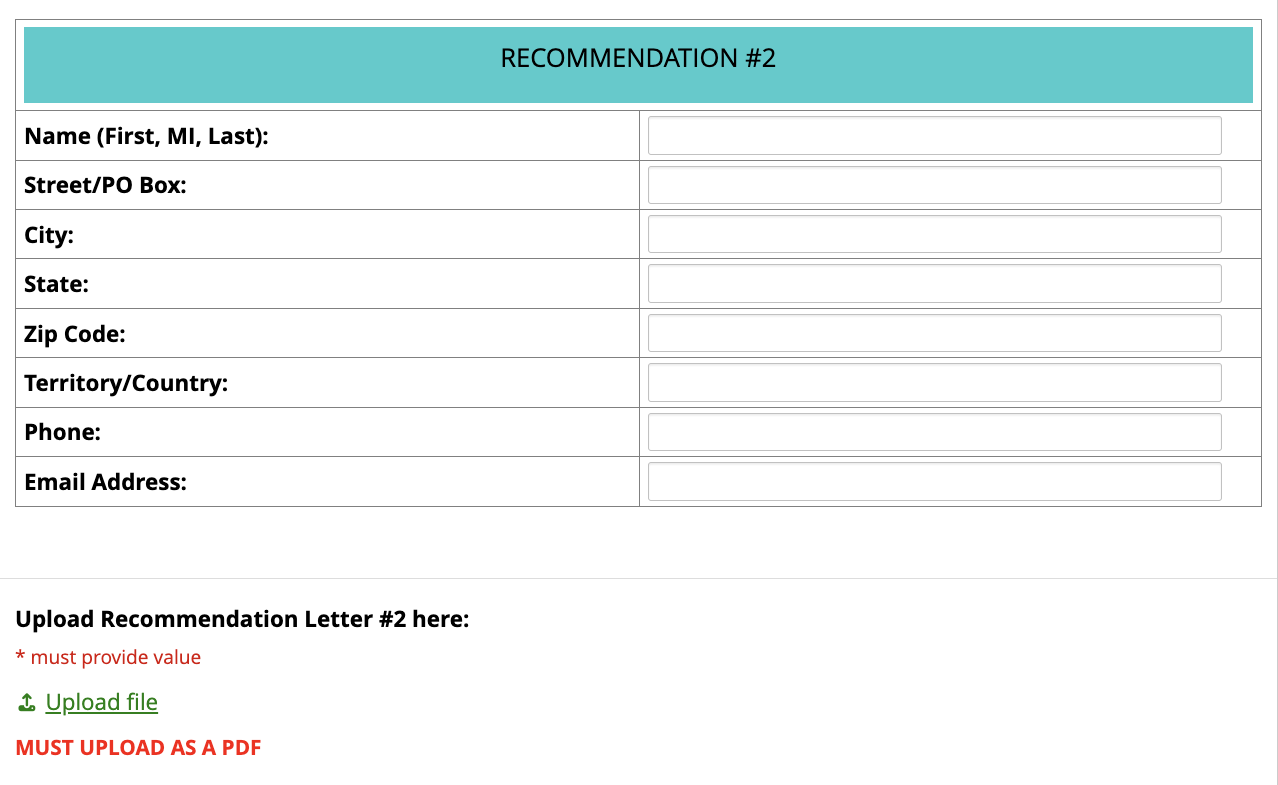 RECOMMENDATION #2
Name (First, MI, Last):
Street/PO Box:
City:
State:
Zip Code:
Territory/Country:
Phone:
Email Address:
Upload Recommendation Letter #2 here:
* must provide value
Upload file
MUST UPLOAD AS A PDF